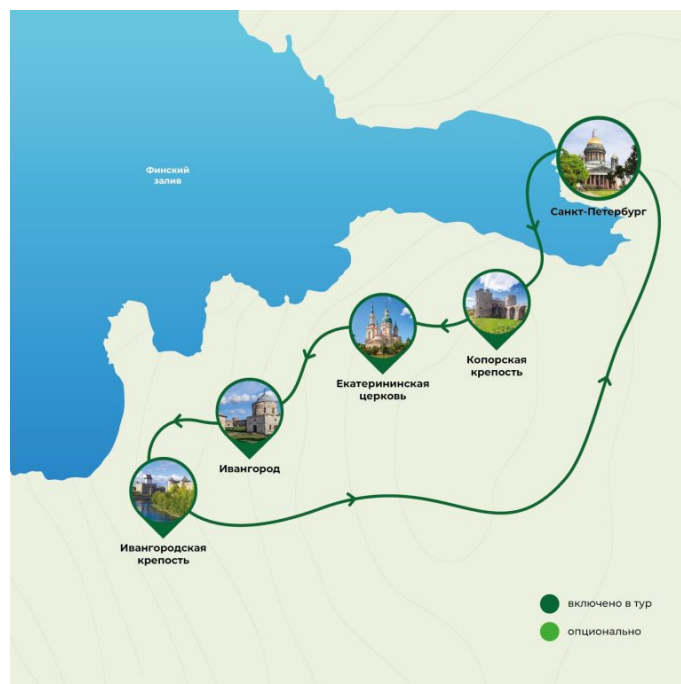 Финский
залив
Санкт-Петербург
Копорская
крепость
Екатерининская
церковь
Ивангород
Ивангородская
крепость
включено в тур
опционально